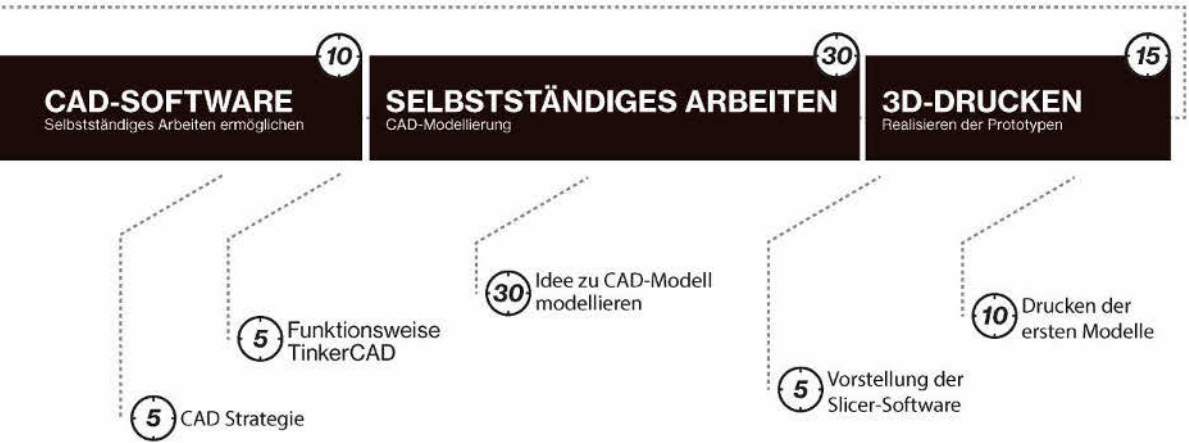 10
CAD-SOFTWARE
Selbstständiges Arbeiten ermöglichen
30
SELBSTSTÄNDIGES ARBEITEN
CAD-Modellierung
15
3D-DRUCKEN
Realisieren der Prototypen
5
CAD Strategie
5
Funktionsweise
TinkerCAD
30
Idee zu CAD-Modell
modellieren
5
Vorstellung der
Slicer-Software
10
Drucken der
ersten Modelle